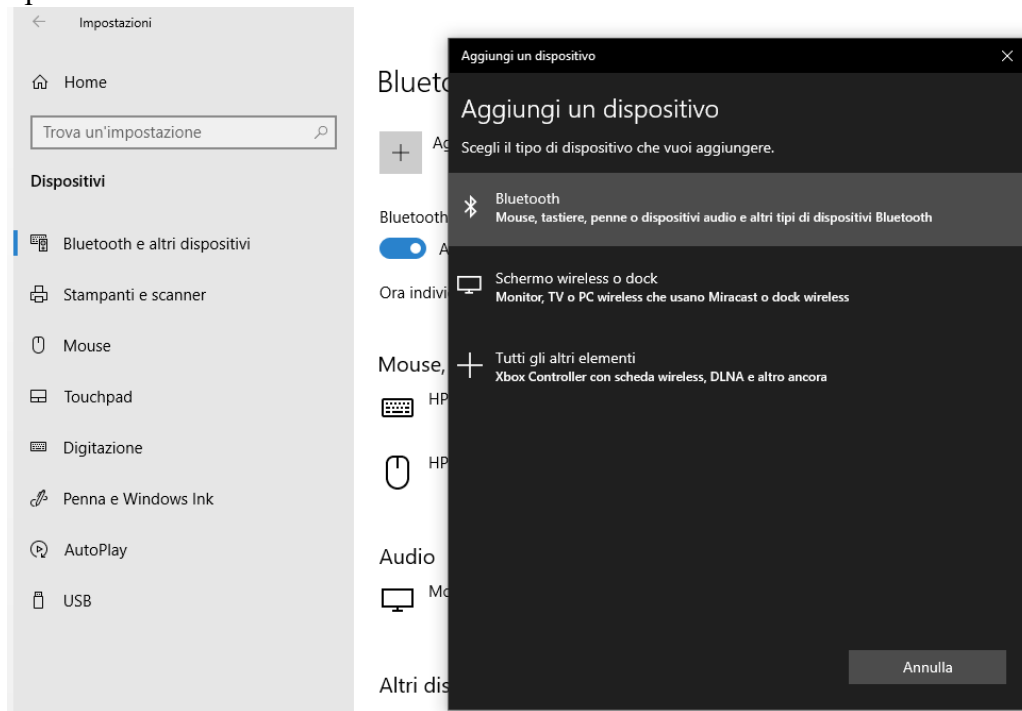 Impostazioni
Home
Trova un'impostazione
Dispositivi
Bluetooth e altri dispositivi
Stampanti e scanner
Mouse
Touchpad
Digitazione
Penna e Windows Ink
AutoPlay
USB
Bluetooth
Ora indivi
Mouse,
HP
HP
Audio
Mo
Altri dis
Aggiungi un dispositivo
Aggiungi un dispositivo
Scegli il tipo di dispositivo che vuoi aggiungere.
Bluetooth
Mouse, tastiere, penne o dispositivi audio e altri tipi di dispositivi Bluetooth
Schermo wireless o dock
Monitor, TV o PC wireless che usano Miracast o dock wireless
Tutti gli altri elementi
Xbox Controller con scheda wireless, DLNA e altro ancora
Annulla